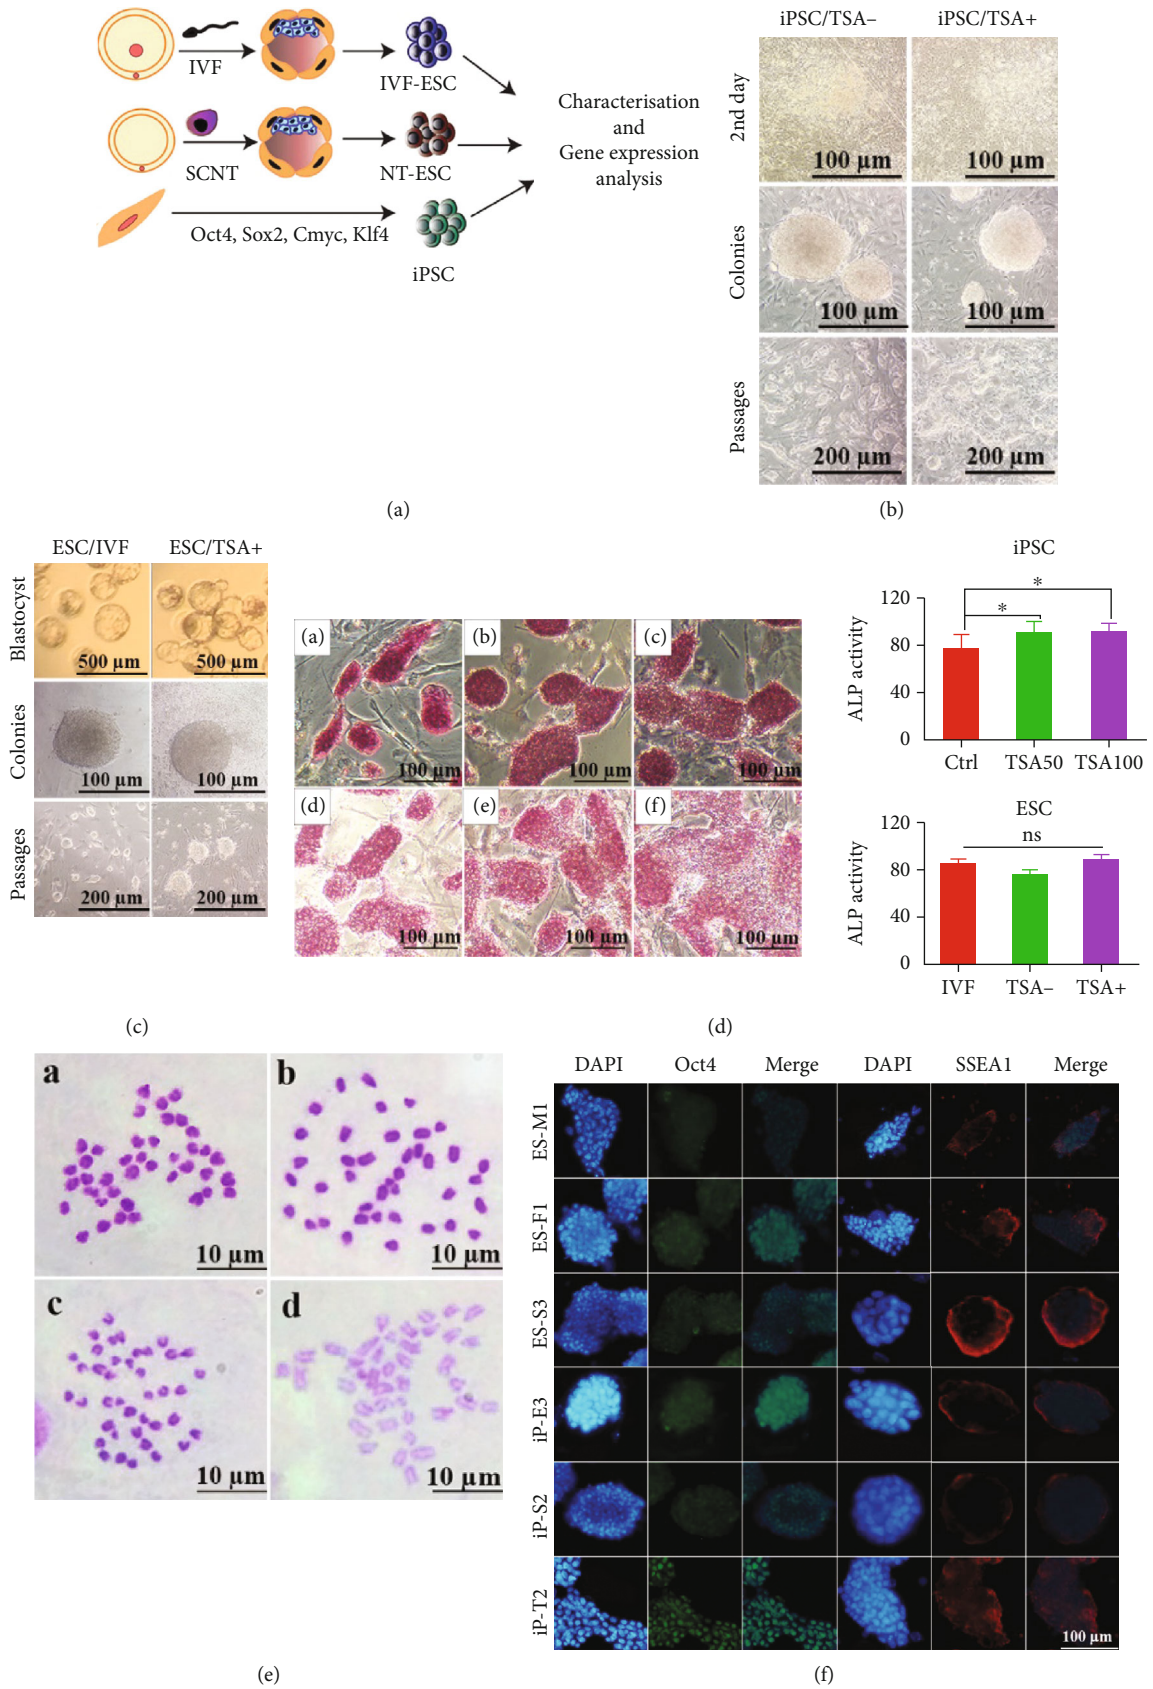 IVF
IVF-ESC
SCNT
NT-ESC
Oct4, Sox2, Cmyc, Klf4
iPSC
Characterisation
and
Gene expression
analysis
(a)
iPSC/TSA–
iPSC/TSA+
2nd day
100 µm
100 µm
Colonies
100 µm
100 µm
Passages
200 µm
200 µm
(b)
ESC/IVF
ESC/TSA+
Blastocyst
500 µm
500 µm
Colonies
100 µm
100 µm
Passages
200 µm
200 µm
(c)
(a)
100 µm
(b)
100 µm
(c)
100 µm
(d)
100 µm
(e)
100 µm
(f)
100 µm
iPSC
*
*
ALP activity
120
80
40
0
Ctrl
TSA50
TSA100
ESC
ns
ALP activity
120
80
40
0
IVF
TSA–
TSA+
(d)
a
10 µm
b
10 µm
c
10 µm
d
10 µm
(e)
DAPI
Oct4
Merge
DAPI
SSEA1
Merge
ES-M1
ES-F1
ES-S3
iP-E3
iP-S2
iP-T2
100 µm
(f)